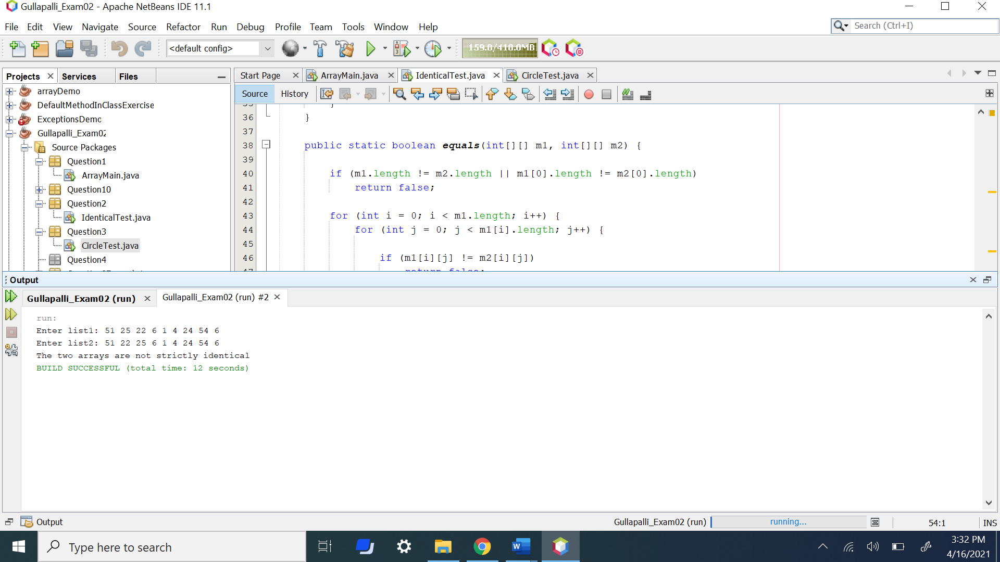 Gullapalli_Exam02 - Apache NetBeans IDE 11.1
File Edit View Navigate Source Refactor Run Debug Profile Team Tools Window Help
Search (Ctrl+I)
<default config>
159.8/418.0MB
Projects Services Files
Start Page ArrayMain.java IdenticalTest.java CircleTest.java
Source History
arrayDemo
DefaultMethodInClassExercise
ExceptionsDemo
Gullapalli_Exam02
Source Packages
Question1
ArrayMain.java
Question10
Question2
IdenticalTest.java
Question3
CircleTest.java
Question4
35 }
36 }
37
38 public static boolean equals(int[][] m1, int[][] m2) {
39
40 if (m1.length != m2.length || m1[0].length != m2[0].length)
41 return false;
42
43 for (int i = 0; i < m1.length; i++) {
44 for (int j = 0; j < m1[i].length; j++) {
45
46 if (m1[i][j] != m2[i][j])
47 return false;
Output
Gullapalli_Exam02 (run) Gullapalli_Exam02 (run) #2
run:
Enter list1: 51 25 22 6 1 4 24 54 6
Enter list2: 51 22 25 6 1 4 24 54 6
The two arrays are not strictly identical
BUILD SUCCESSFUL (total time: 12 seconds)
Output
Gullapalli_Exam02 (run) running... 54:1 INS
Type here to search
3:32 PM
4/16/2021